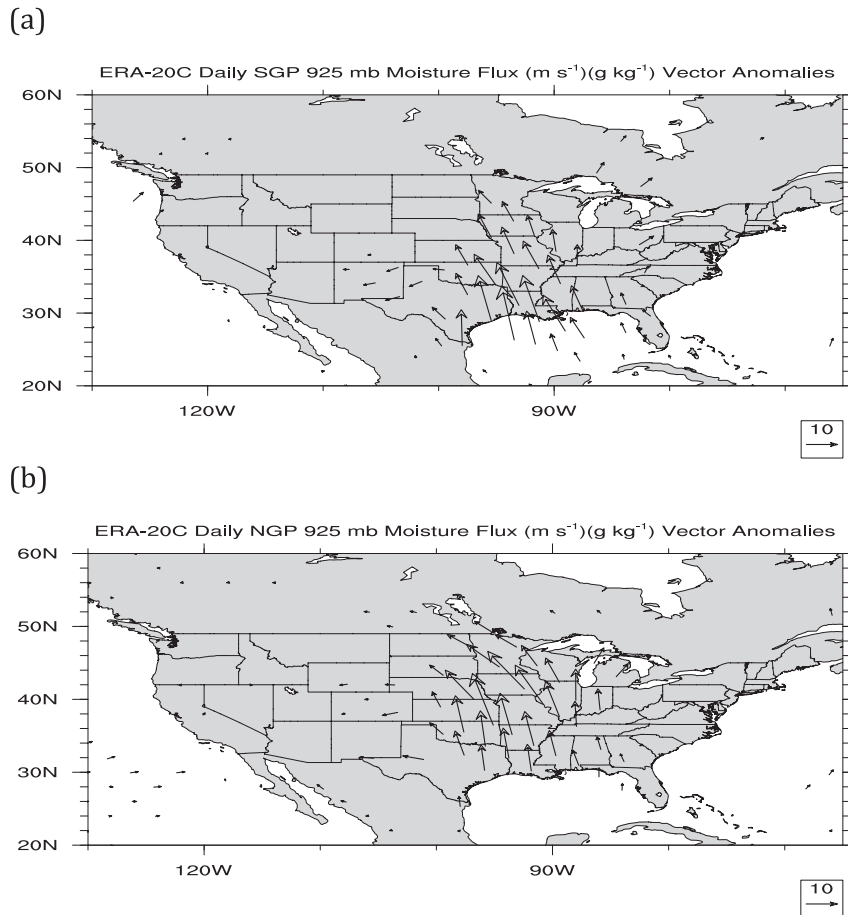 (a)
ERA-20C Daily SGP 925 mb Moisture Flux (m s⁻¹)(g kg⁻¹) Vector Anomalies
60N
50N
40N
30N
20N
120W 90W
10
(b)
ERA-20C Daily NGP 925 mb Moisture Flux (m s⁻¹)(g kg⁻¹) Vector Anomalies
60N
50N
40N
30N
20N
120W 90W
10